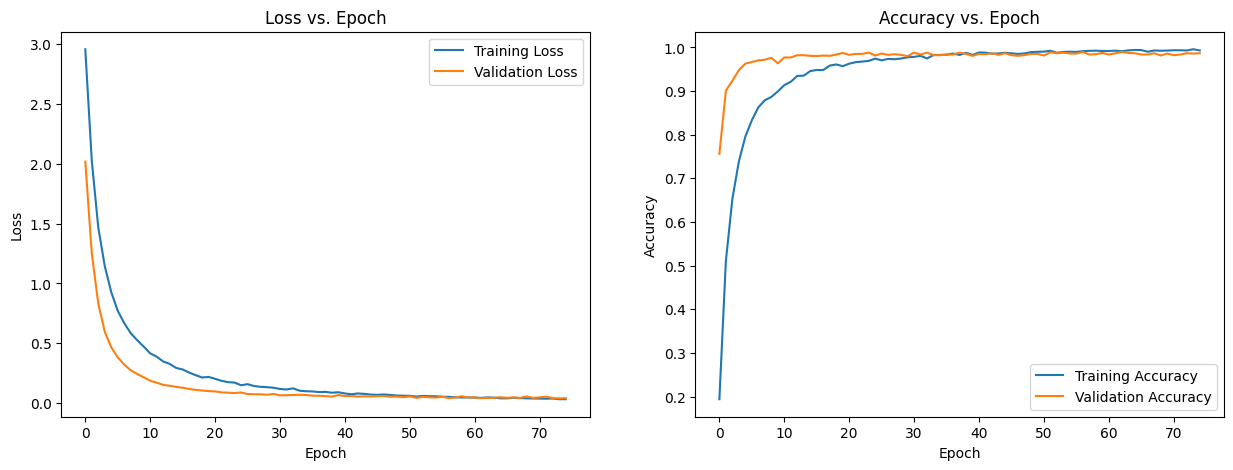 Loss vs. Epoch
3.0
2.5
2.0
1.5
1.0
0.5
0.0
Loss
0 10 20 30 40 50 60 70
Epoch
Training Loss
Validation Loss
Accuracy vs. Epoch
1.0
0.9
0.8
0.7
0.6
0.5
0.4
0.3
0.2
Accuracy
0 10 20 30 40 50 60 70
Epoch
Training Accuracy
Validation Accuracy